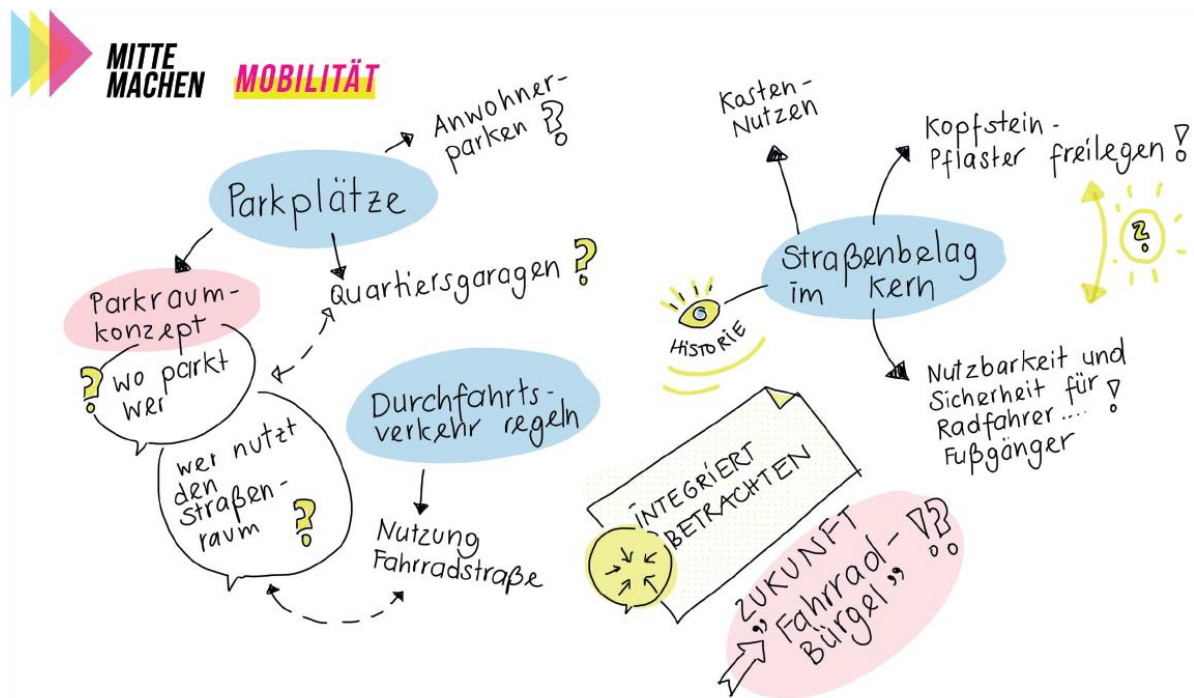 MITTE
MACHEN
MOBILITÄT
Anwohner-
parken ?
Parkplätze
Parkraum-
konzept
? wo parkt
wer
Quartiersgaragen ?
wer nutzt
den
straßen-
raum ?
Durchfahrts-
verkehr regeln
Nutzung
Fahrradstraße
Kasten-
Nutzen
Kopfstein-
Pflaster freilegen !
?
Straßenbelag
im Kern
HISTORIE
Nutzbarkeit und
Sicherheit für
Radfahrer .... !
Fußgänger
INTEGRIERT
BETRACHTEN
„ZUKUNFT
Fahrrad-
Bürgel” !?